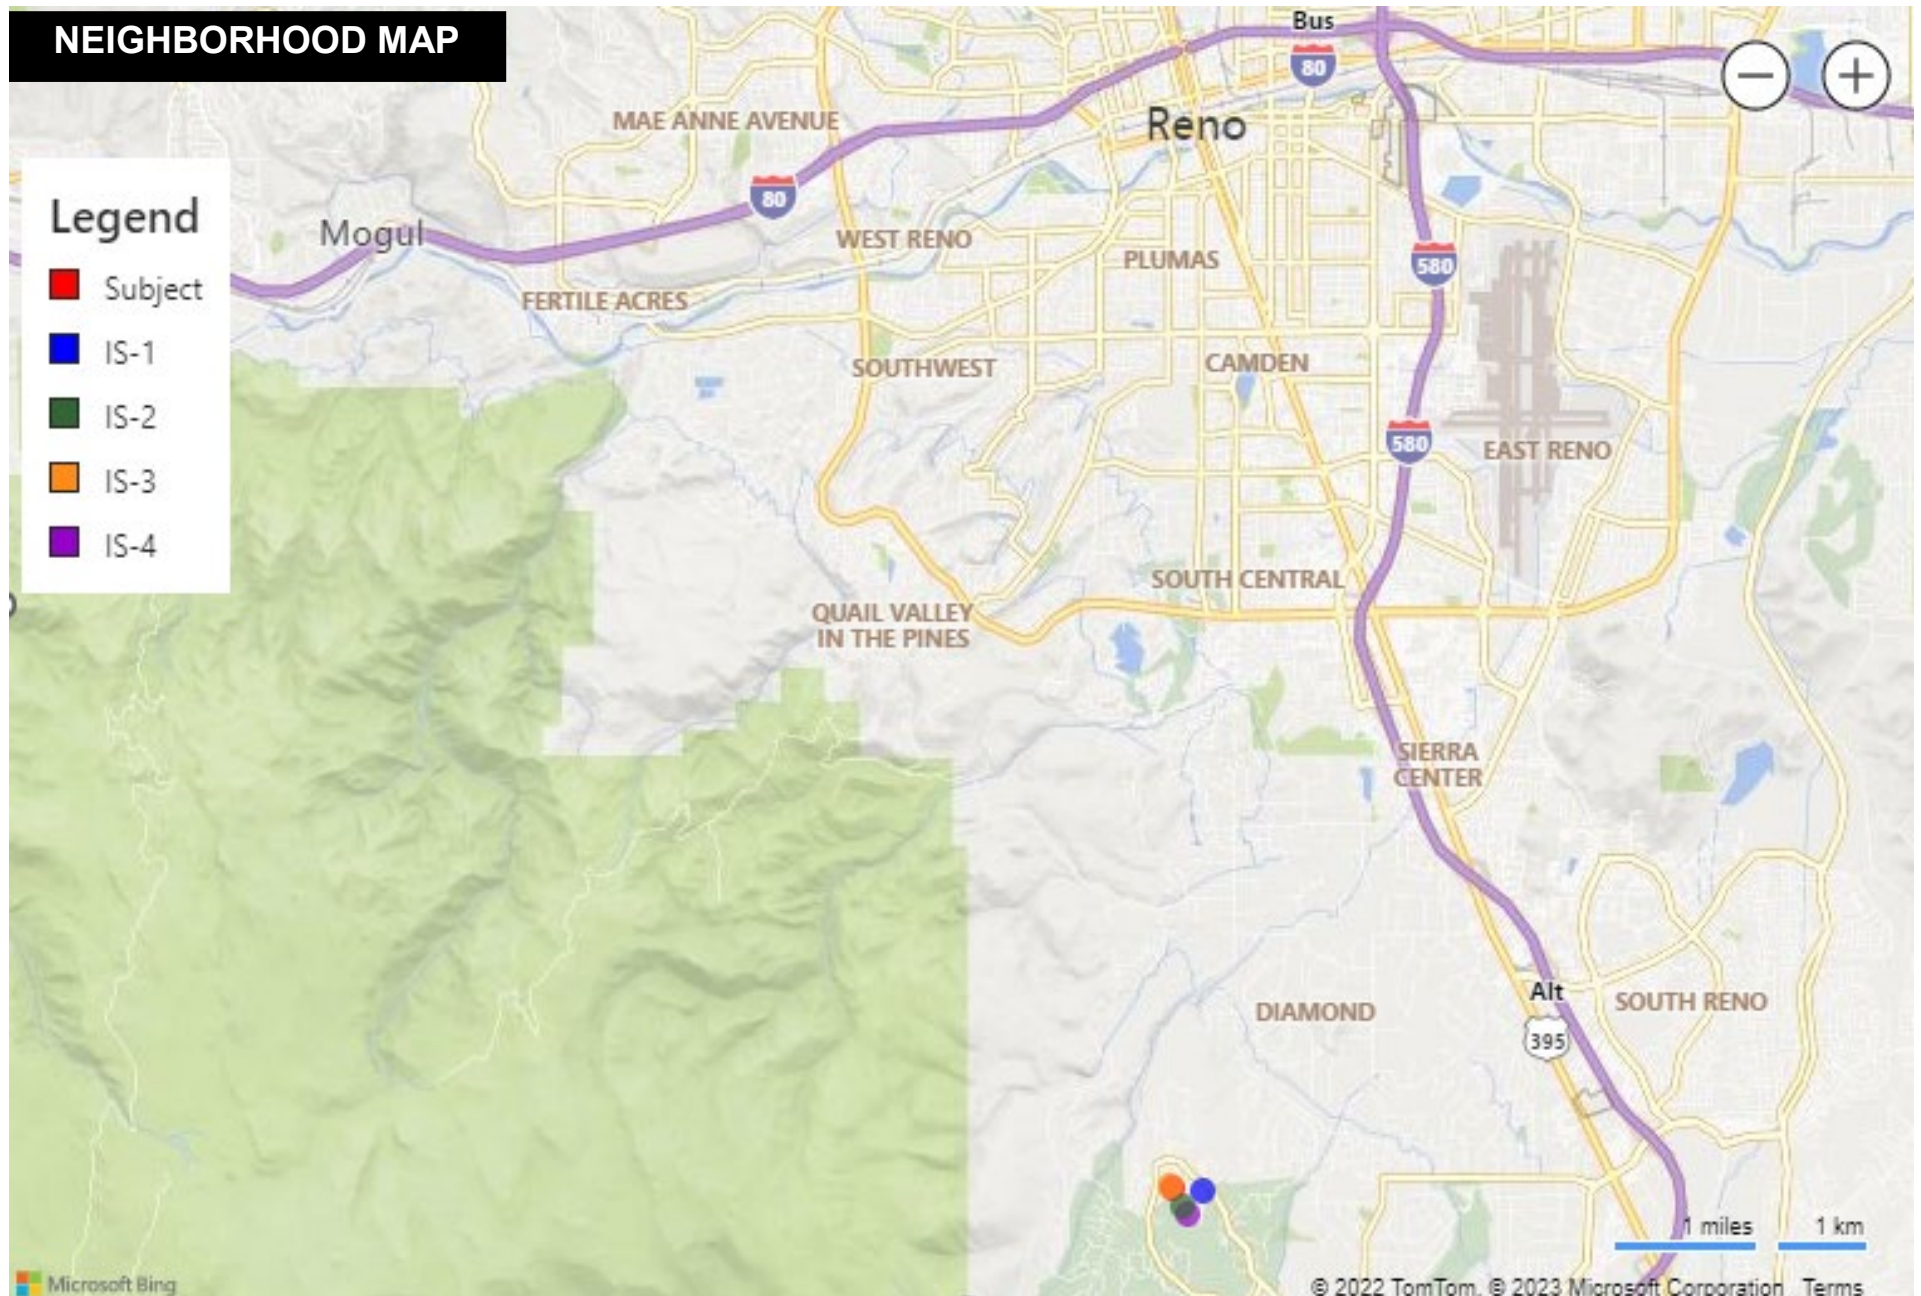 NEIGHBORHOOD MAP
Bus
80
Reno
MAE ANNE AVENUE
80
Legend
Mogul
WEST RENO
PLUMAS
580
Subject
FERTILE ACRES
IS-1
SOUTHWEST
CAMDEN
IS-2
580
EAST RENO
IS-3
IS-4
SOUTH CENTRAL
QUAIL VALLEY
IN THE PINES
SIERRA
CENTER
Alt
395
DIAMOND
SOUTH RENO
1 miles
1 km
Microsoft Bing
© 2022 TomTom, © 2023 Microsoft Corporation Terms